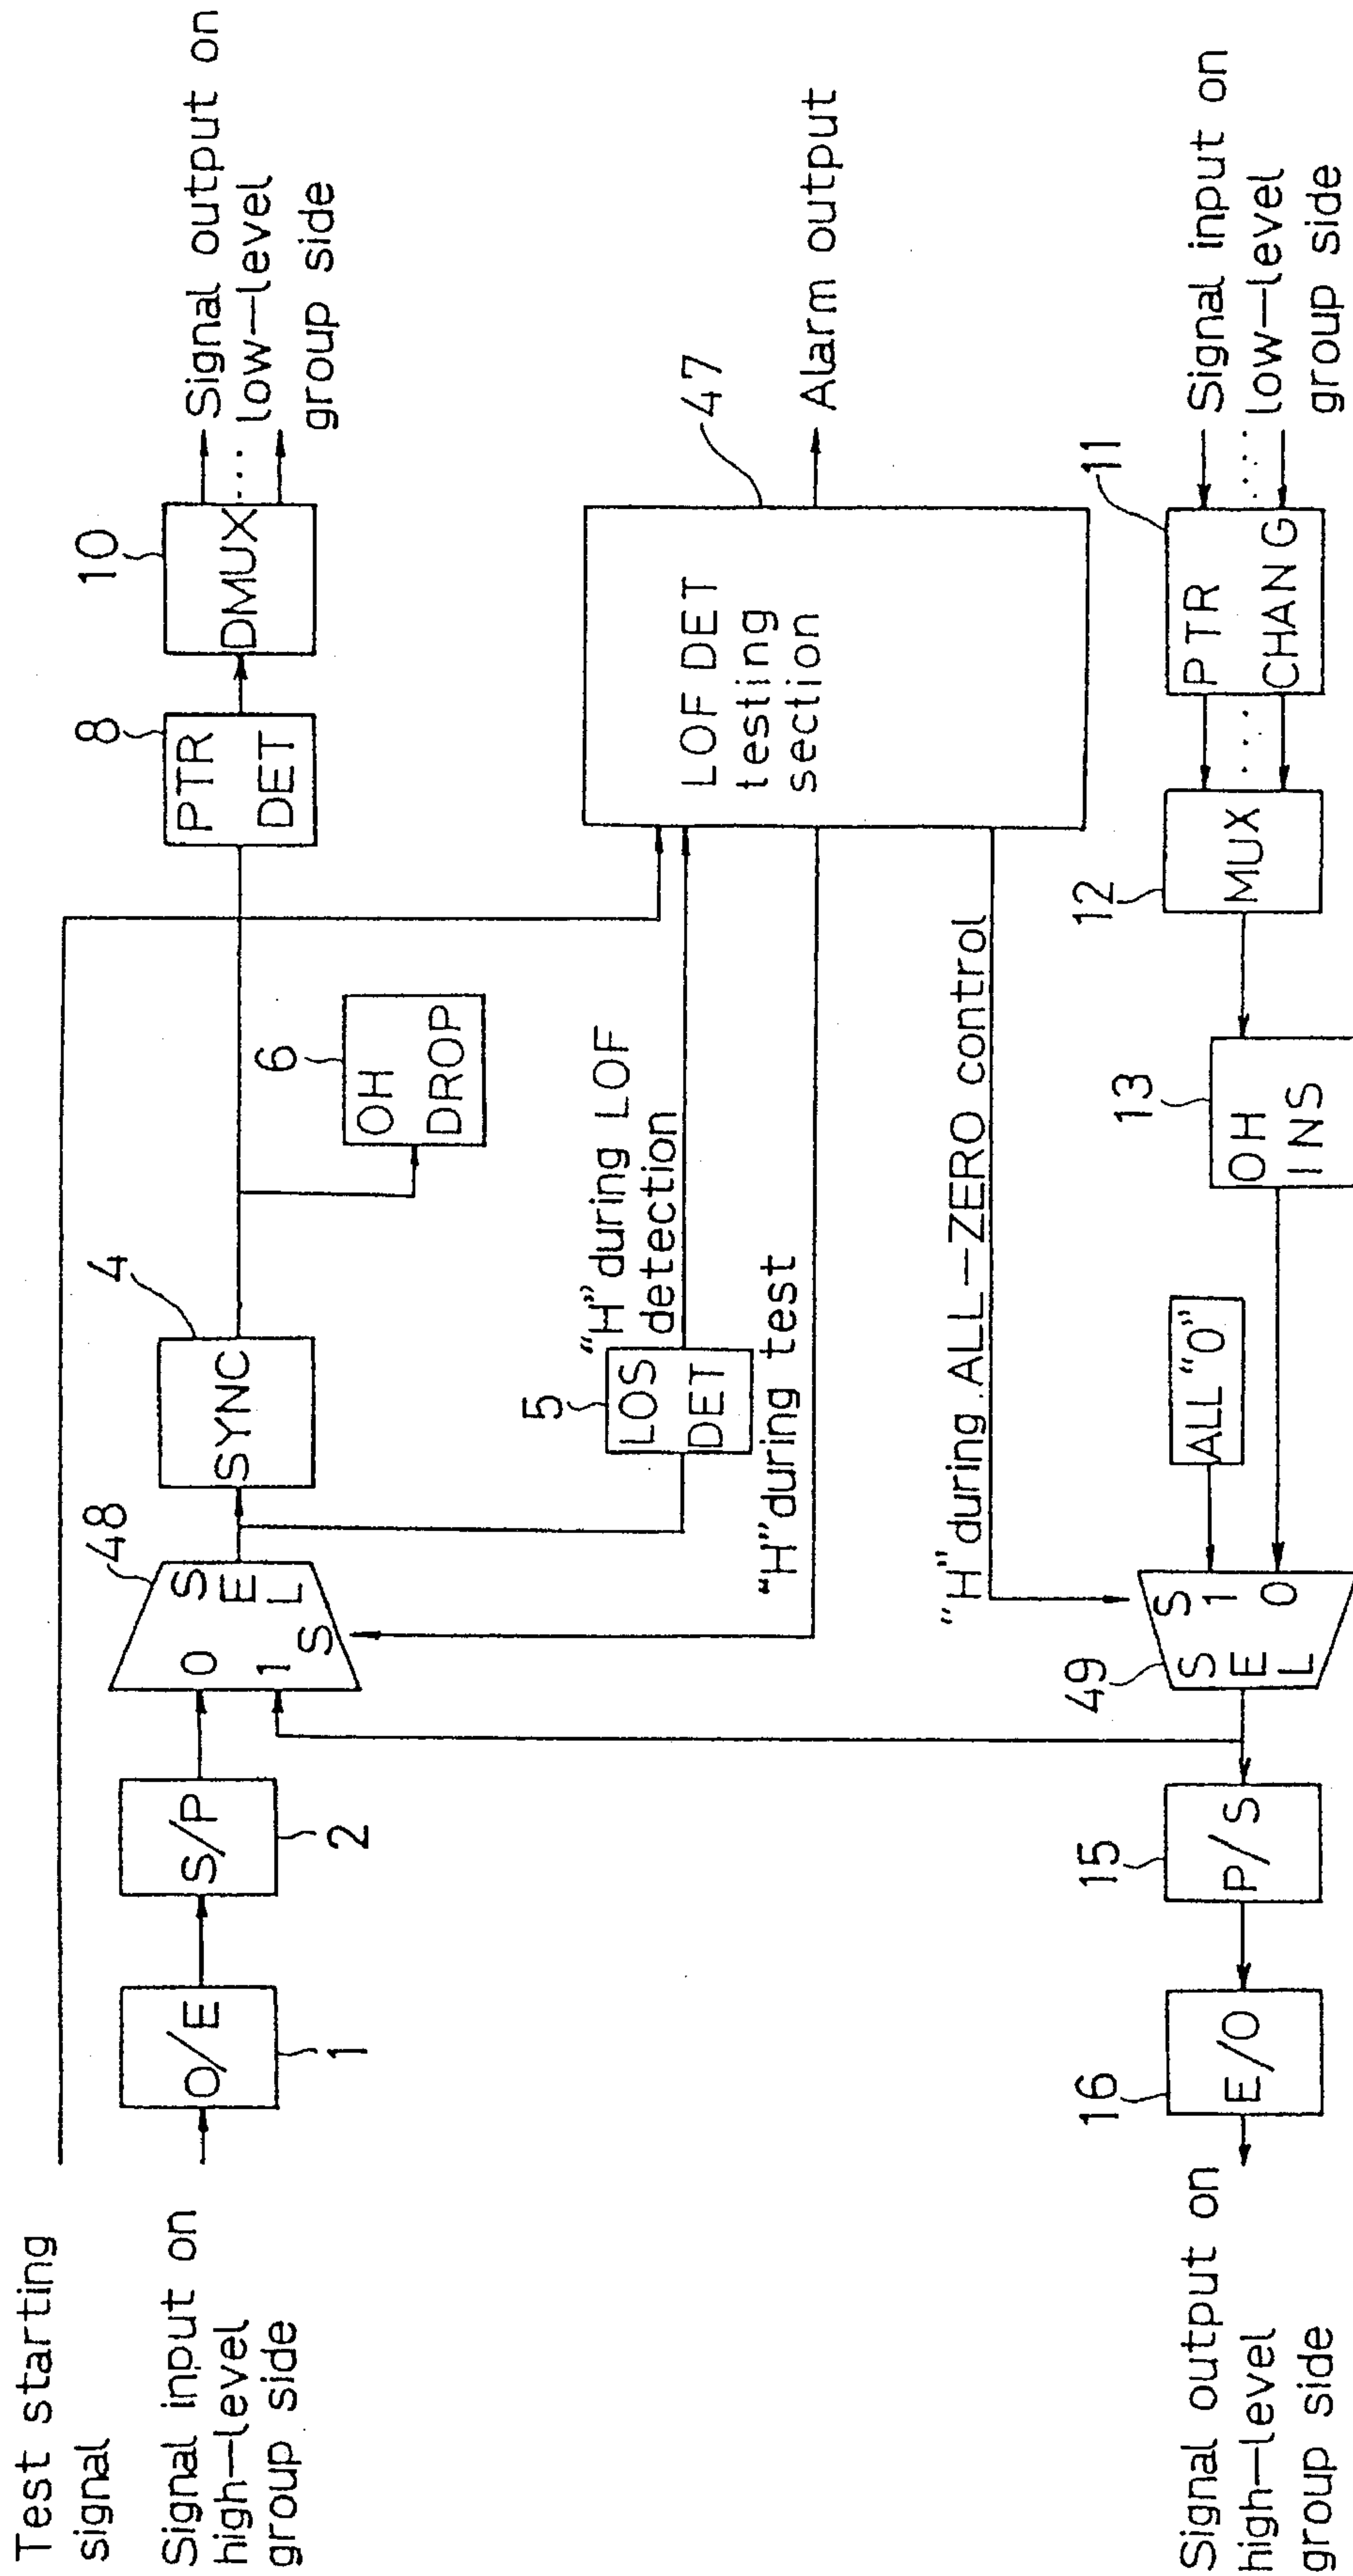 Test starting
signal
Signal input on
high-level
group side
O/E
1
S/P
2
48
0
1
S
S
E
L
SYNC
4
OH
DROP
6
PTR
DET
8
DMUX
10
Signal output on
low-level
group side
LOS
DET
5
"H" during LOF
detection
"H" during test
"H" during ALL-ZERO control
LOF DET
testing
section
47
Alarm output
Signal input on
low-level
group side
PTR
CHANG
11
MUX
12
OH
INS
13
ALL "0"
S
1
0
S
E
L
49
P/S
15
E/O
16
Signal output on
high-level
group side